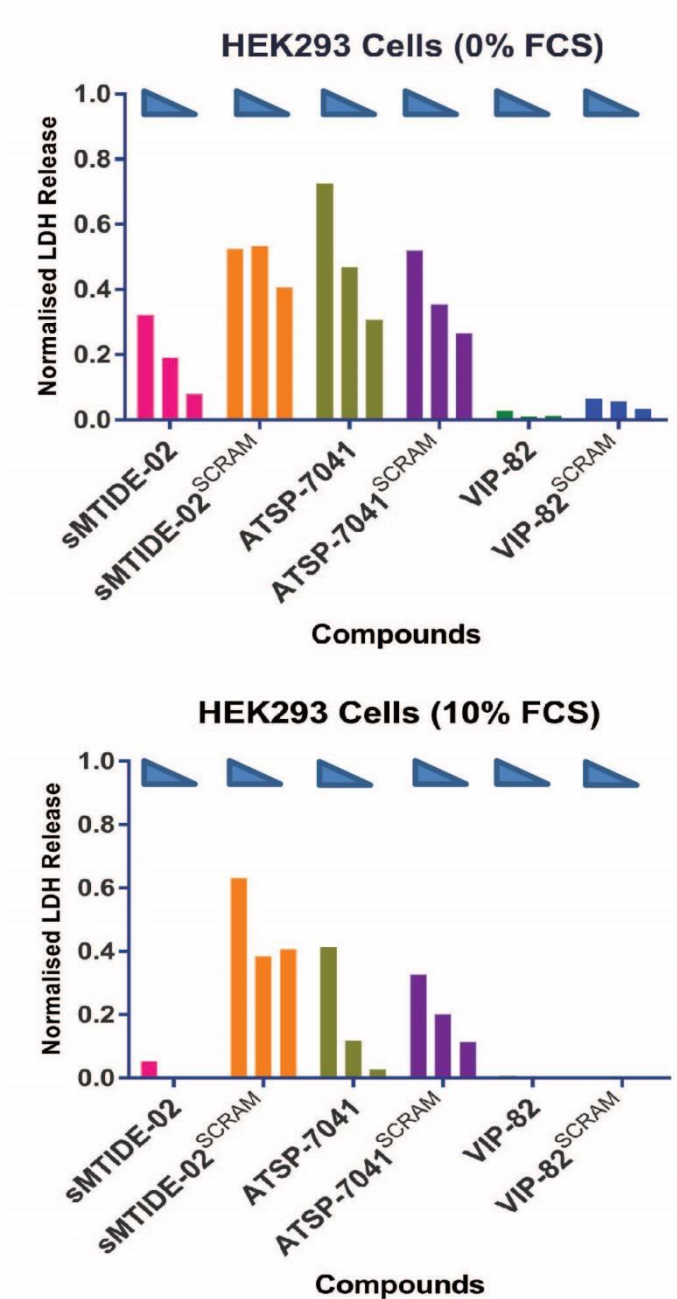 HEK293 Cells (0% FCS)
Normalised LDH Release
1.0
0.8
0.6
0.4
0.2
0.0
sMTIDE-02
sMTIDE-02SCRAM
ATSP-7041
ATSP-7041SCRAM
VIP-82
VIP-82SCRAM
Compounds
HEK293 Cells (10% FCS)
Normalised LDH Release
1.0
0.8
0.6
0.4
0.2
0.0
sMTIDE-02
sMTIDE-02SCRAM
ATSP-7041
ATSP-7041SCRAM
VIP-82
VIP-82SCRAM
Compounds